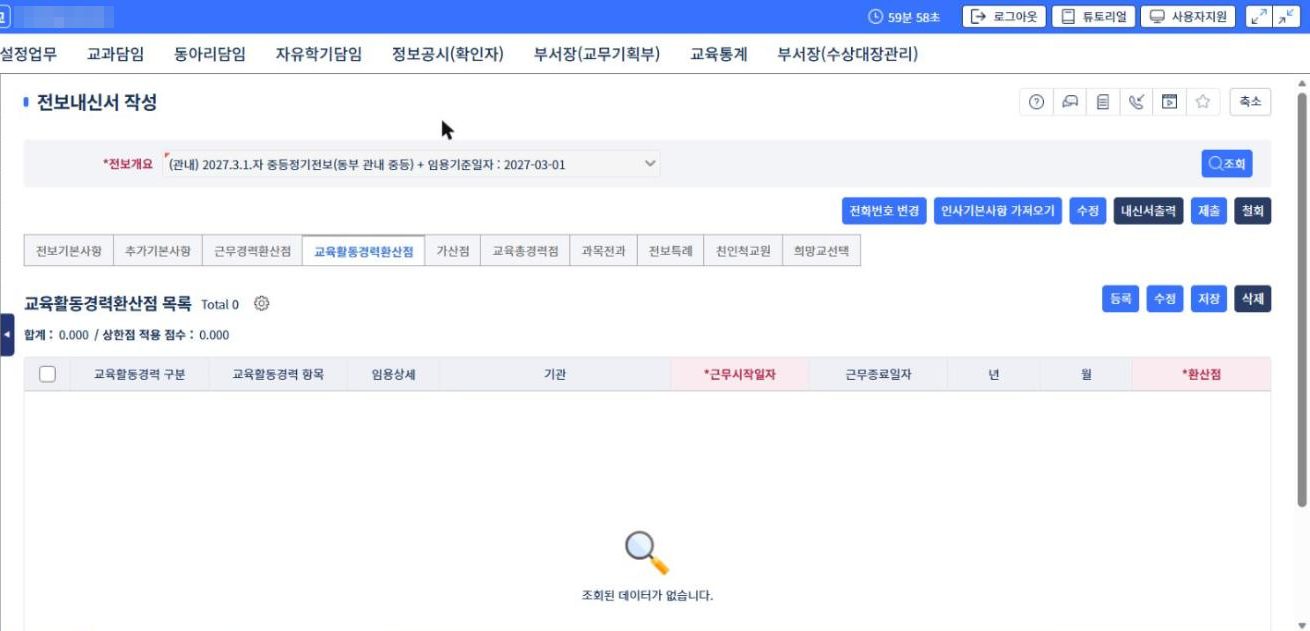 59분 58초 로그아웃 튜토리얼 사용자지원
설정업무 교과담임 동아리담임 자유학기담임 정보공시(확인자) 부서장(교무기획부) 교육통계 부서장(수상대장관리)
전보내신서 작성 축소
*전보개요 (관내) 2027.3.1.자 중등정기전보(동부 관내 중등) + 임용기준일자 : 2027-03-01 조회
전화번호 변경 인사기본사항 가져오기 수정 내신서출력 제출 철회
전보기본사항 추가기본사항 근무경력환산점 교육활동경력환산점 가산점 교육총경력점 과목전과 전보특례 친인척교원 희망교선택
교육활동경력환산점 목록 Total 0 등록 수정 저장 삭제
합계 : 0.000 / 상한점 적용 점수 : 0.000
교육활동경력 구분 교육활동경력 항목 임용상세 기관 *근무시작일자 근무종료일자 년 월 *환산점
조회된 데이터가 없습니다.